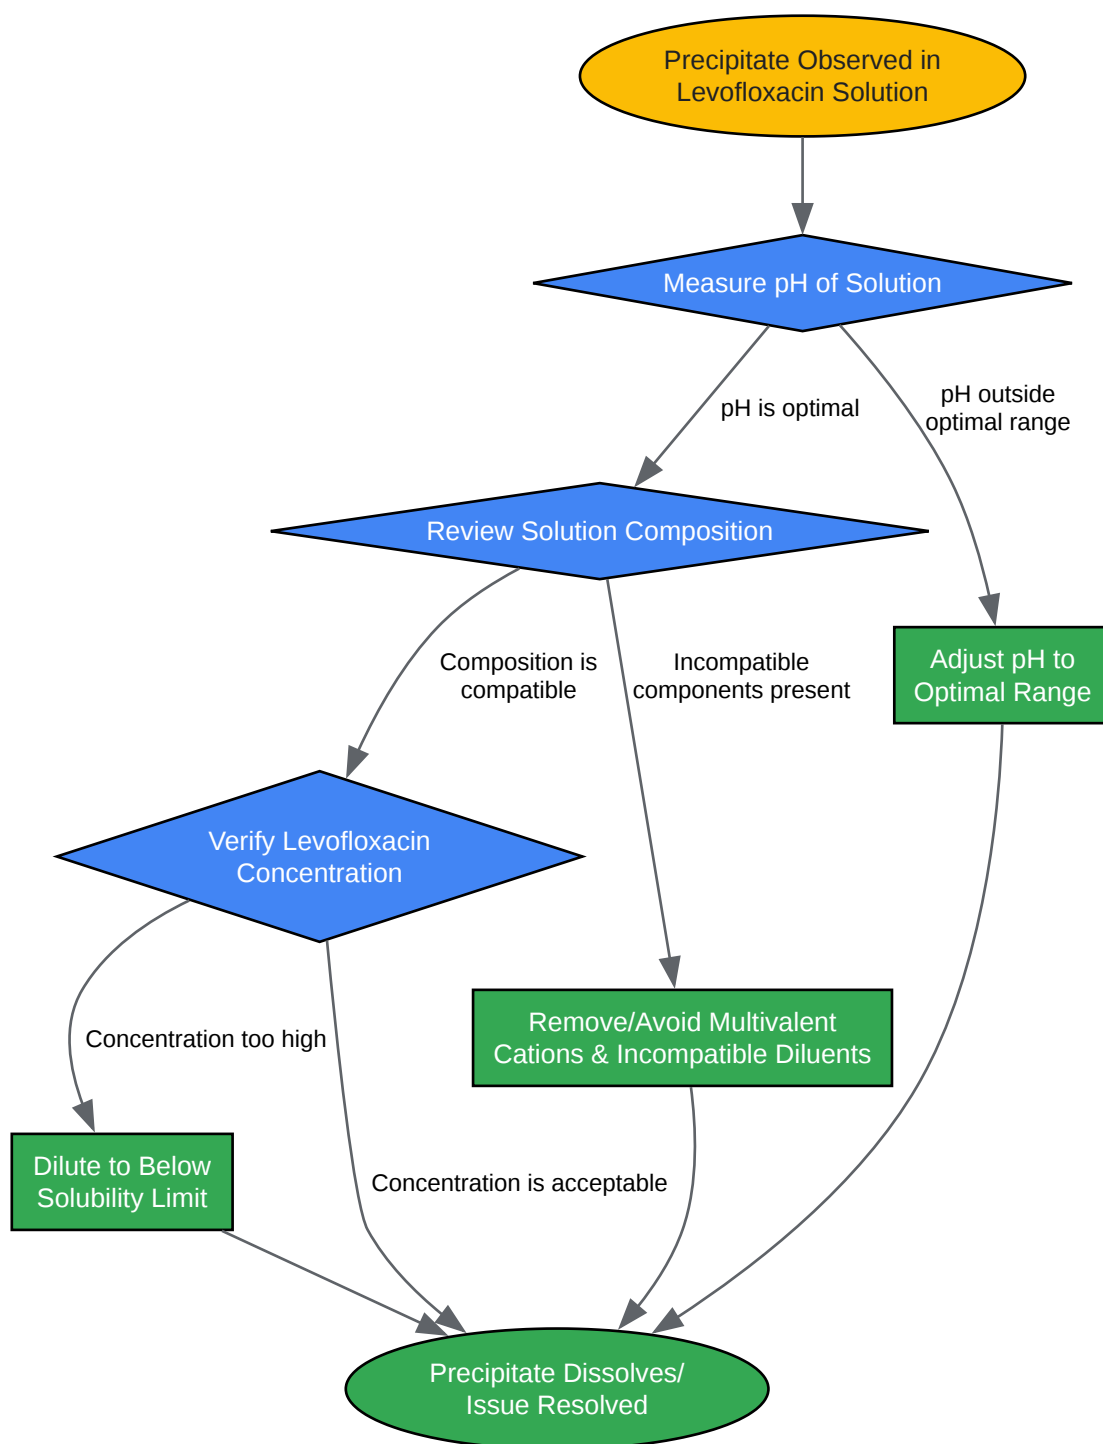 Precipitate Observed in
Levofloxacin Solution
Measure pH of Solution
pH is optimal
pH outside
optimal range
Review Solution Composition
Composition is
compatible
Incompatible
components present
Adjust pH to
Optimal Range
Verify Levofloxacin
Concentration
Concentration too high
Remove/Avoid Multivalent
Cations & Incompatible Diluents
Dilute to Below
Solubility Limit
Concentration is acceptable
Precipitate Dissolves/
Issue Resolved